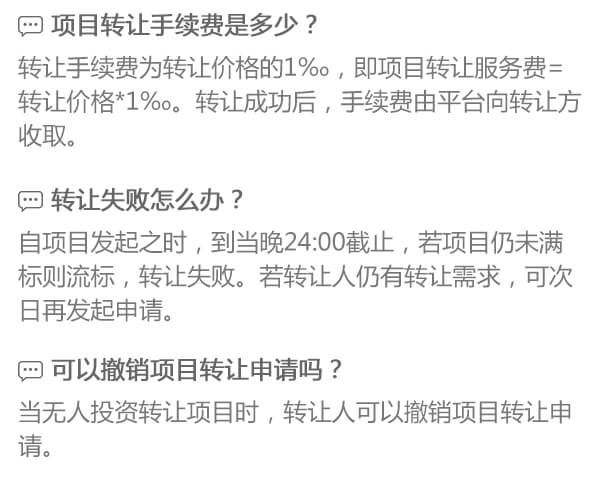 项目转让手续费是多少？
转让手续费为转让价格的1‰，即项目转让服务费=
转让价格*1‰。转让成功后，手续费由平台向转让方
收取。
转让失败怎么办？
自项目发起之时，到当晚24:00截止，若项目仍未满
标则流标，转让失败。若转让人仍有转让需求，可次
日再发起申请。
可以撤销项目转让申请吗？
当无人投资转让项目时，转让人可以撤销项目转让申
请。